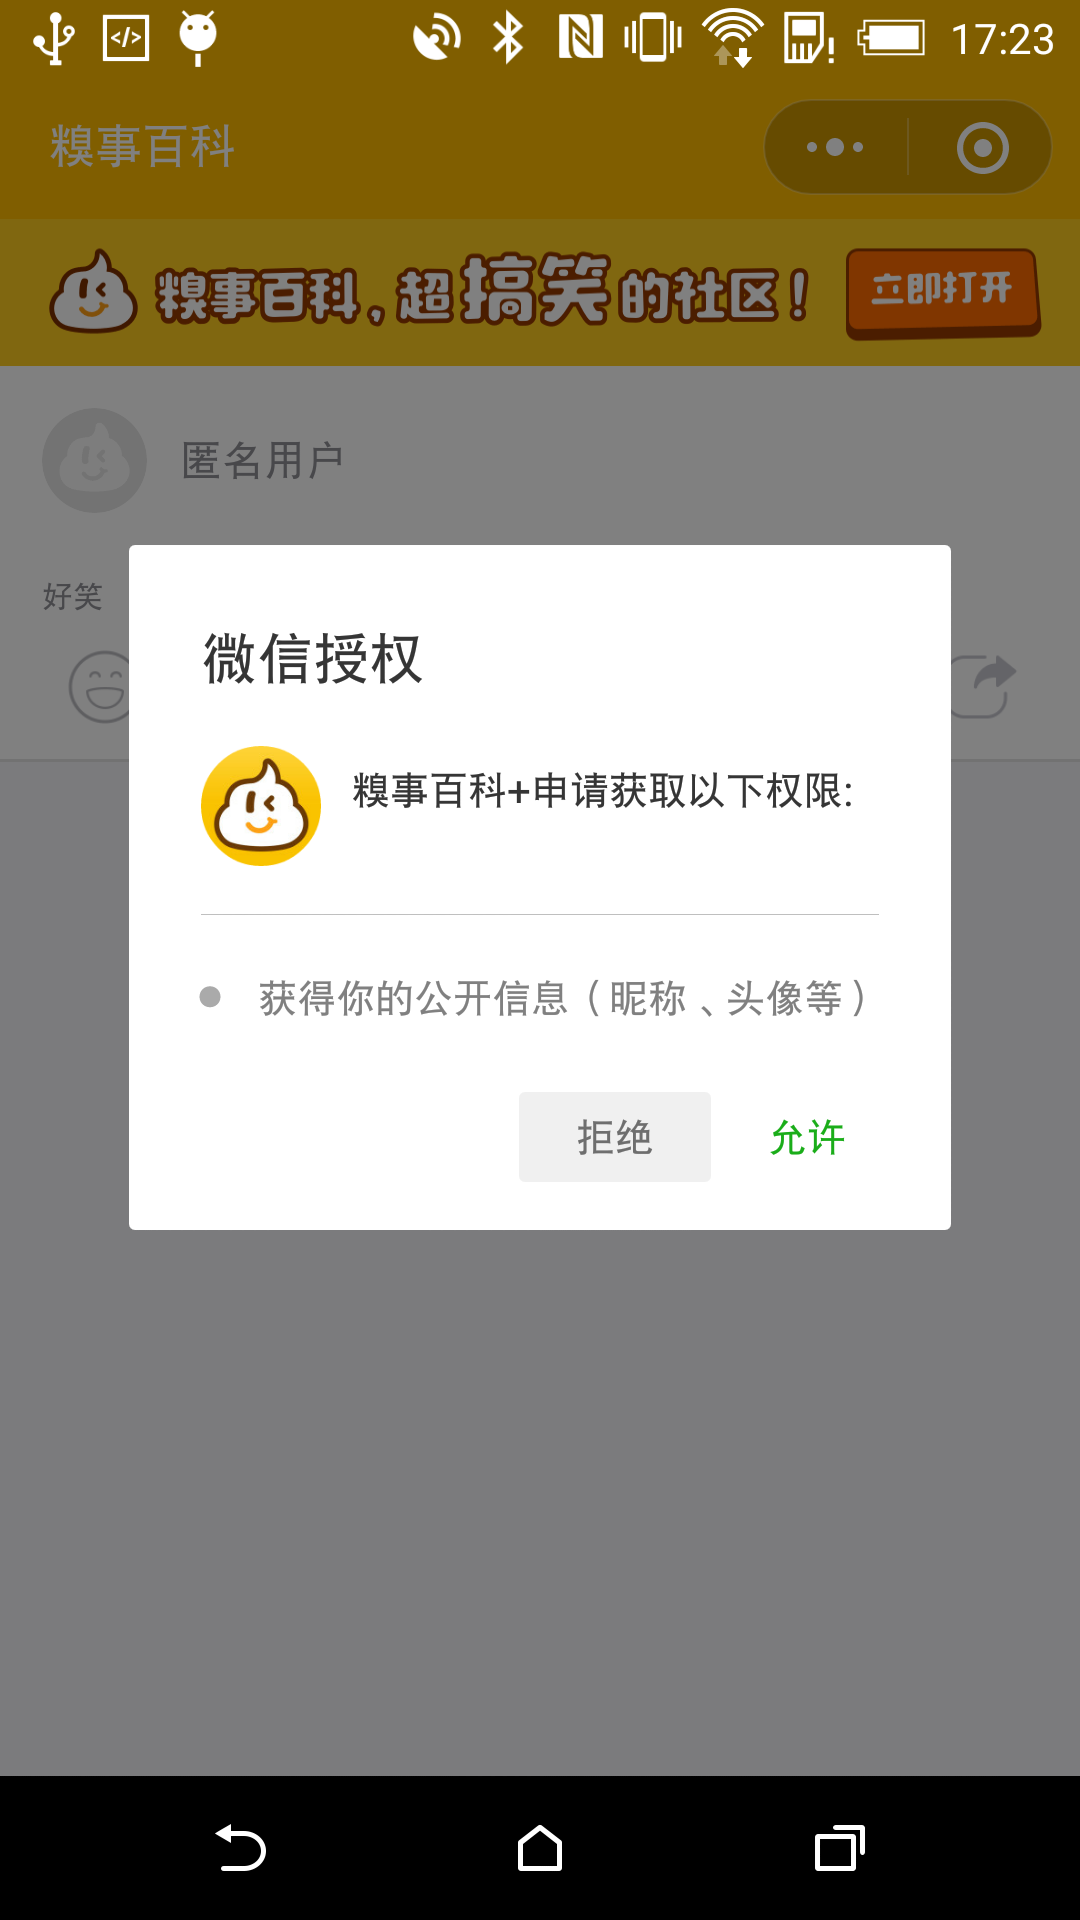 17:23
糗事百科
糗事百科,超搞笑的社区!
立即打开
匿名用户
好笑
微信授权
糗事百科+申请获取以下权限:
获得你的公开信息（昵称、头像等）
拒绝
允许